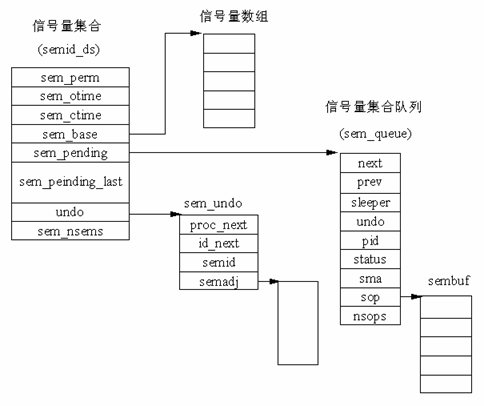 信号量集合
(semid_ds)
sem_perm
sem_otime
sem_ctime
sem_base
sem_pending
sem_peinding_last
undo
sem_nsems
信号量数组
信号量集合队列
(sem_queue)
next
prev
sleeper
undo
pid
status
sma
sop
nsops
sem_undo
proc_next
id_next
semid
semadj
sembuf